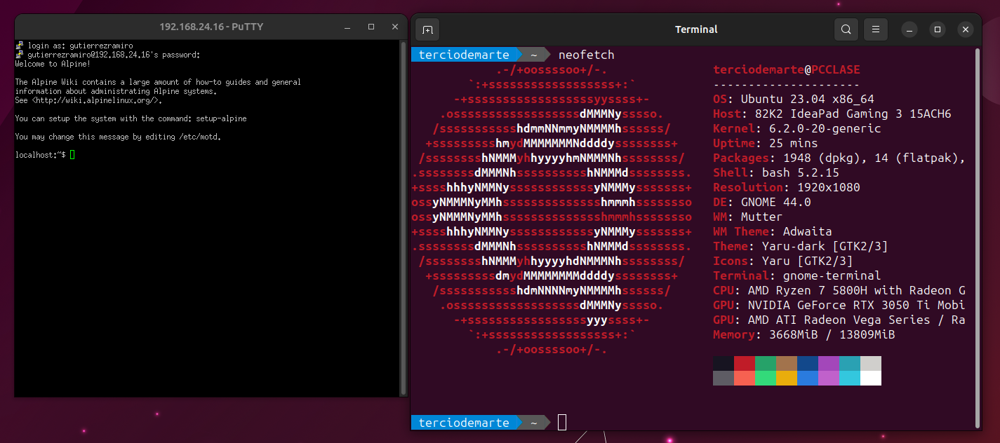 192.168.24.16 - PuTTY
login as: gutierrezramiro
gutierrezramiro@192.168.24.16's password:
Welcome to Alpine!
The Alpine Wiki contains a large amount of how-to guides and general
information about administrating Alpine systems.
See <http://wiki.alpinelinux.org/>.
You can setup the system with the command: setup-alpine
You may change this message by editing /etc/motd.
localhost:~$
Terminal
terciodemarte ~ neofetch
.-/+oossssoo+/-.
`:+ssssssssssssssssss+:`
-+ssssssssssssssssssyyssss+-
.ossssssssssssssssssdMMMNysssso.
/ssssssssssshdmmNNmmyNMMMMhssssss/
+ssssssssshmydMMMMMMMNddddyssssssss+
/sssssssshNMMMyhhyyyyhmNMMMNhssssssss/
.ssssssssdMMMNhsssssssssshNMMMdssssssss.
+sssshhhyNMMNyssssssssssssyNMMMysssssss+
ossyNMMMNyMMhsssssssssssssshmmmhssssssso
ossyNMMMNyMMhsssssssssssssshmmmhssssssso
+sssshhhyNMMNyssssssssssssyNMMMysssssss+
.ssssssssdMMMNhsssssssssshNMMMdssssssss.
/sssssssshNMMMyhhyyyyhdNMMMNhssssssss/
+sssssssssdmydMMMMMMMMddddyssssssss+
/ssssssssssshdmNNNNmyNMMMMhssssss/
.ossssssssssssssssssdMMMNysssso.
-+sssssssssssssssssyyyssss+-
`:+ssssssssssssssssss+:`
.-/+oossssoo+/-.
terciodemarte@PCCLASE
---------------------
OS: Ubuntu 23.04 x86_64
Host: 82K2 IdeaPad Gaming 3 15ACH6
Kernel: 6.2.0-20-generic
Uptime: 25 mins
Packages: 1948 (dpkg), 14 (flatpak),
Shell: bash 5.2.15
Resolution: 1920x1080
DE: GNOME 44.0
WM: Mutter
WM Theme: Adwaita
Theme: Yaru-dark [GTK2/3]
Icons: Yaru [GTK2/3]
Terminal: gnome-terminal
CPU: AMD Ryzen 7 5800H with Radeon G
GPU: NVIDIA GeForce RTX 3050 Ti Mobi
GPU: AMD ATI Radeon Vega Series / Ra
Memory: 3668MiB / 13809MiB
terciodemarte ~